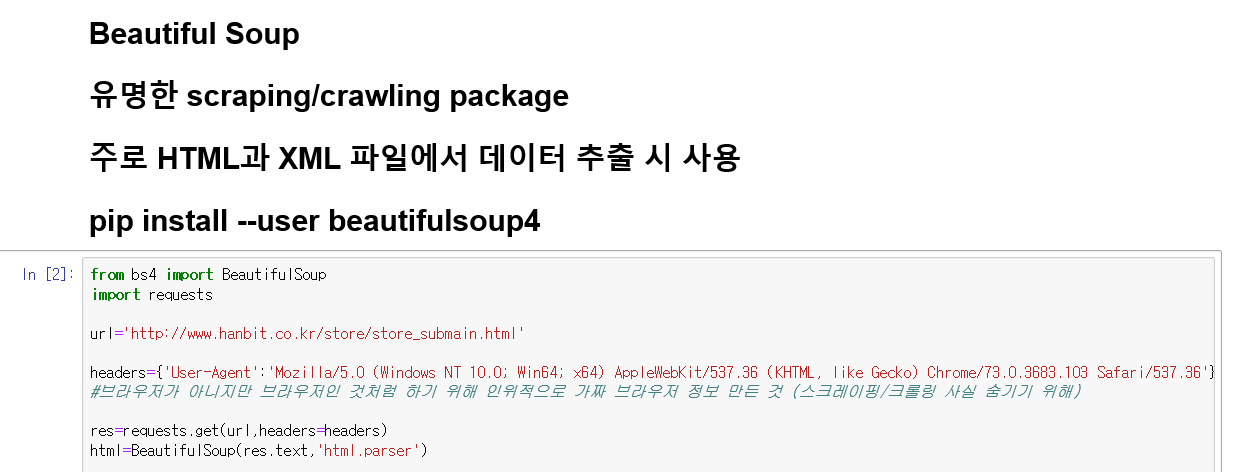 Beautiful Soup
유명한 scraping/crawling package
주로 HTML과 XML 파일에서 데이터 추출 시 사용
pip install --user beautifulsoup4
In [2]: from bs4 import BeautifulSoup
import requests
url='http://www.hanbit.co.kr/store/store_submain.html'
headers={'User-Agent':'Mozilla/5.0 (Windows NT 10.0; Win64; x64) AppleWebKit/537.36 (KHTML, like Gecko) Chrome/73.0.3683.103 Safari/537.36'}
#브라우저가 아니지만 브라우저인 것처럼 하기 위해 인위적으로 가짜 브라우저 정보 만든 것 (스크레이핑/크롤링 사실 숨기기 위해)
res=requests.get(url,headers=headers)
html=BeautifulSoup(res.text,'html.parser')